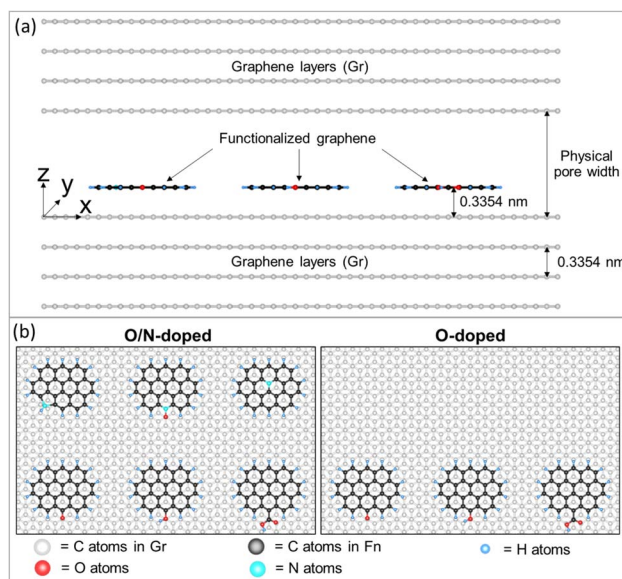 (a)
Graphene layers (Gr)
Functionalized graphene
Physical
pore width
z
y
x
0.3354 nm
Graphene layers (Gr)
0.3354 nm
(b)
O/N-doped
O-doped
= C atoms in Gr
= C atoms in Fn
= H atoms
= O atoms
= N atoms